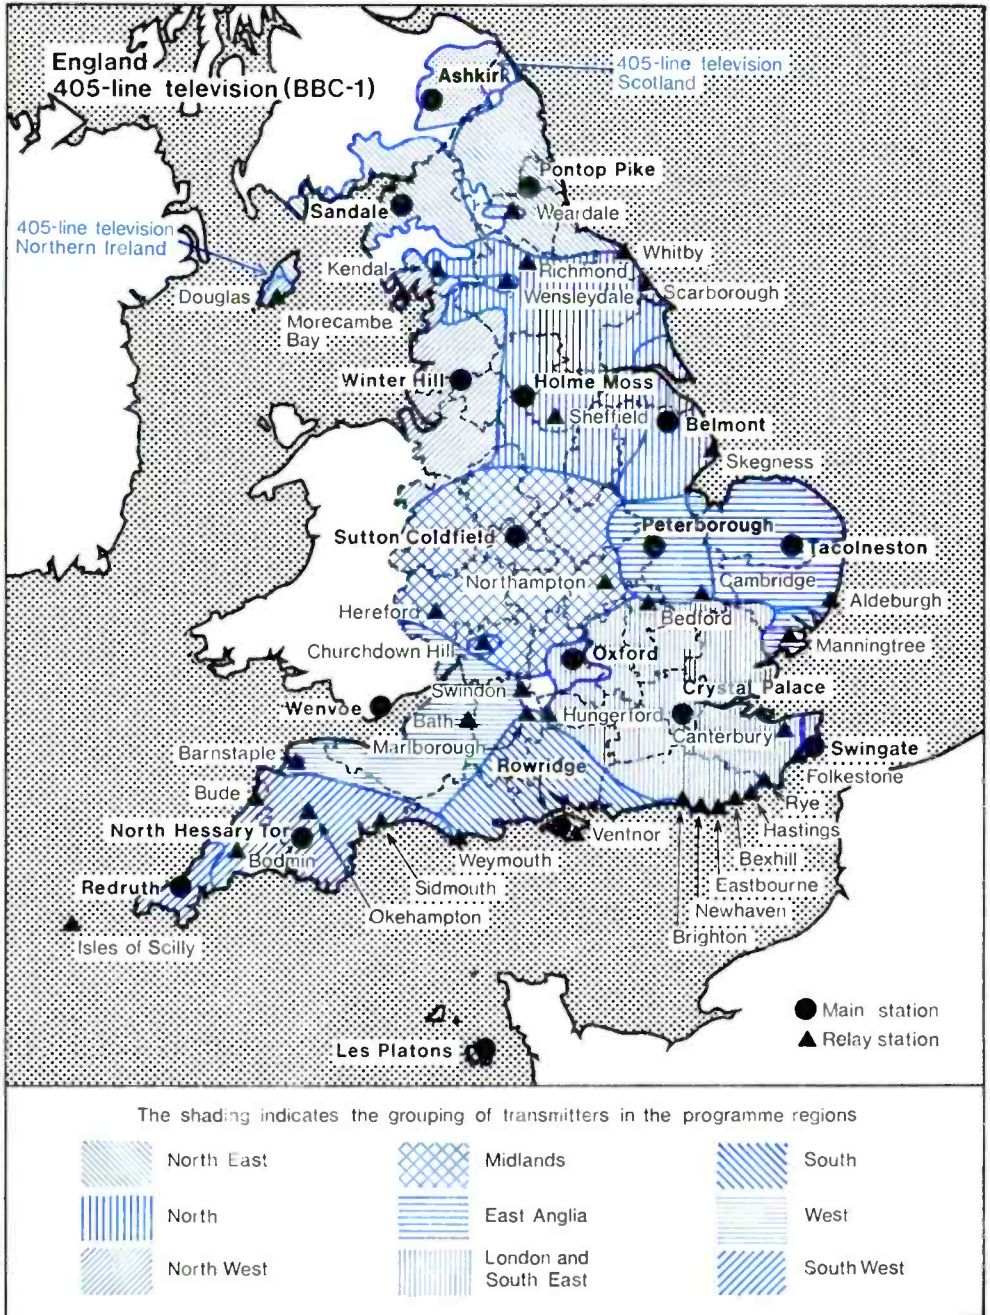 England
405-line television (BBC-1)
405-line television
Scotland
Ashkirk
Pontop Pike
Sandale
Weardale
405-line television
Northern Ireland
Whitby
Kendal
Richmond
Douglas
Wensleydale
Scarborough
Morecambe
Bay
Winter Hill
Holme Moss
Sheffield
Belmont
Skegness
Peterborough
Sutton Coldfield
Tacolneston
Northampton
Cambridge
Hereford
Bedford
Aldeburgh
Churchdown Hill
Oxford
Manningtree
Swindon
Crystal Palace
Wenvoe
Bath
Hungerford
Canterbury
Barnstaple
Marlborough
Swingate
Rowridge
Folkestone
Bude
Rye
North Hessary Tor
Ventnor
Hastings
Bodmin
Weymouth
Bexhill
Redruth
Sidmouth
Eastbourne
Okehampton
Newhaven
Isles of Scilly
Brighton
Main station
Relay station
Les Platons
The shading indicates the grouping of transmitters in the programme regions
North East
Midlands
South
North
East Anglia
West
North West
London and
South East
South West